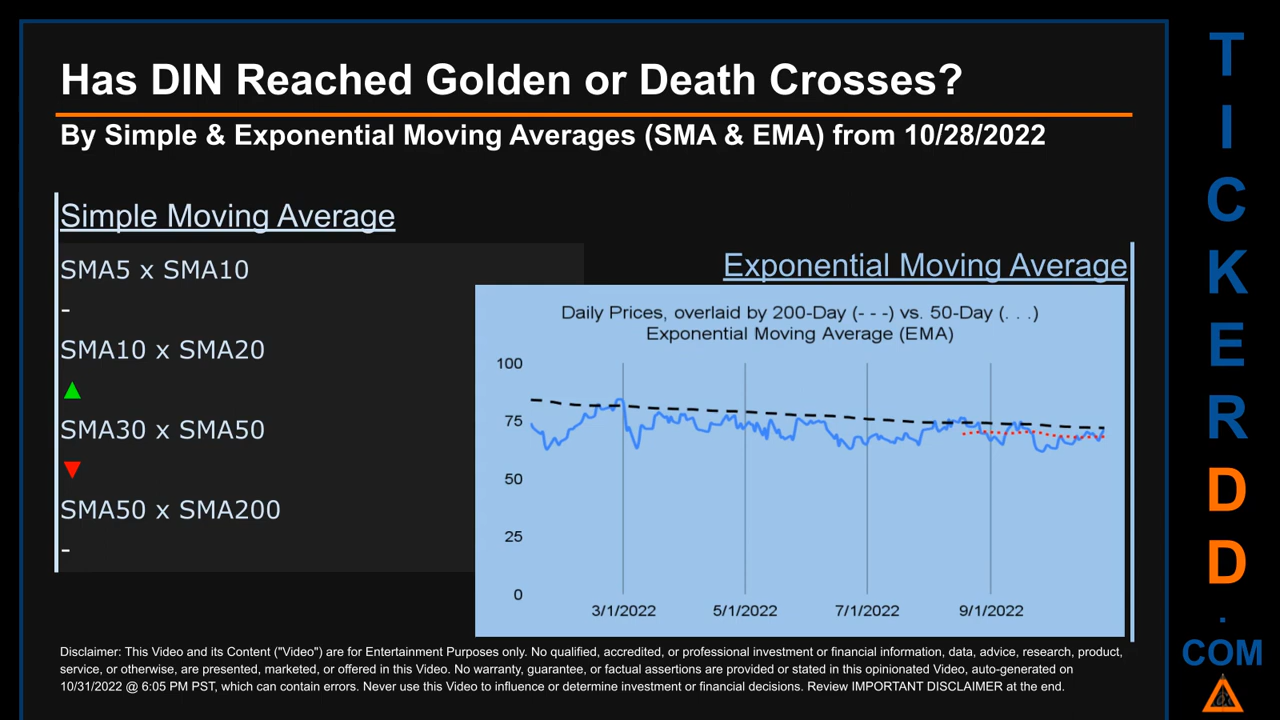 Has DIN Reached Golden or Death Crosses?
By Simple & Exponential Moving Averages (SMA & EMA) from 10/28/2022
Simple Moving Average
SMA5 x SMA10
-
SMA10 x SMA20
▲
SMA30 x SMA50
▼
SMA50 x SMA200
-
Exponential Moving Average
Daily Prices, overlaid by 200-Day (- - -) vs. 50-Day (. . .)
Exponential Moving Average (EMA)
100
75
50
25
0
3/1/2022 5/1/2022 7/1/2022 9/1/2022
Disclaimer: This Video and its Content ("Video") are for Entertainment Purposes only. No qualified, accredited, or professional investment or financial information, data, advice, research, product,
service, or otherwise, are presented, marketed, or offered in this Video. No warranty, guarantee, or factual assertions are provided or stated in this opinionated Video, auto-generated on
10/31/2022 @ 6:05 PM PST, which can contain errors. Never use this Video to influence or determine investment or financial decisions. Review IMPORTANT DISCLAIMER at the end.
T
I
C
K
E
R
D
D
.
COM